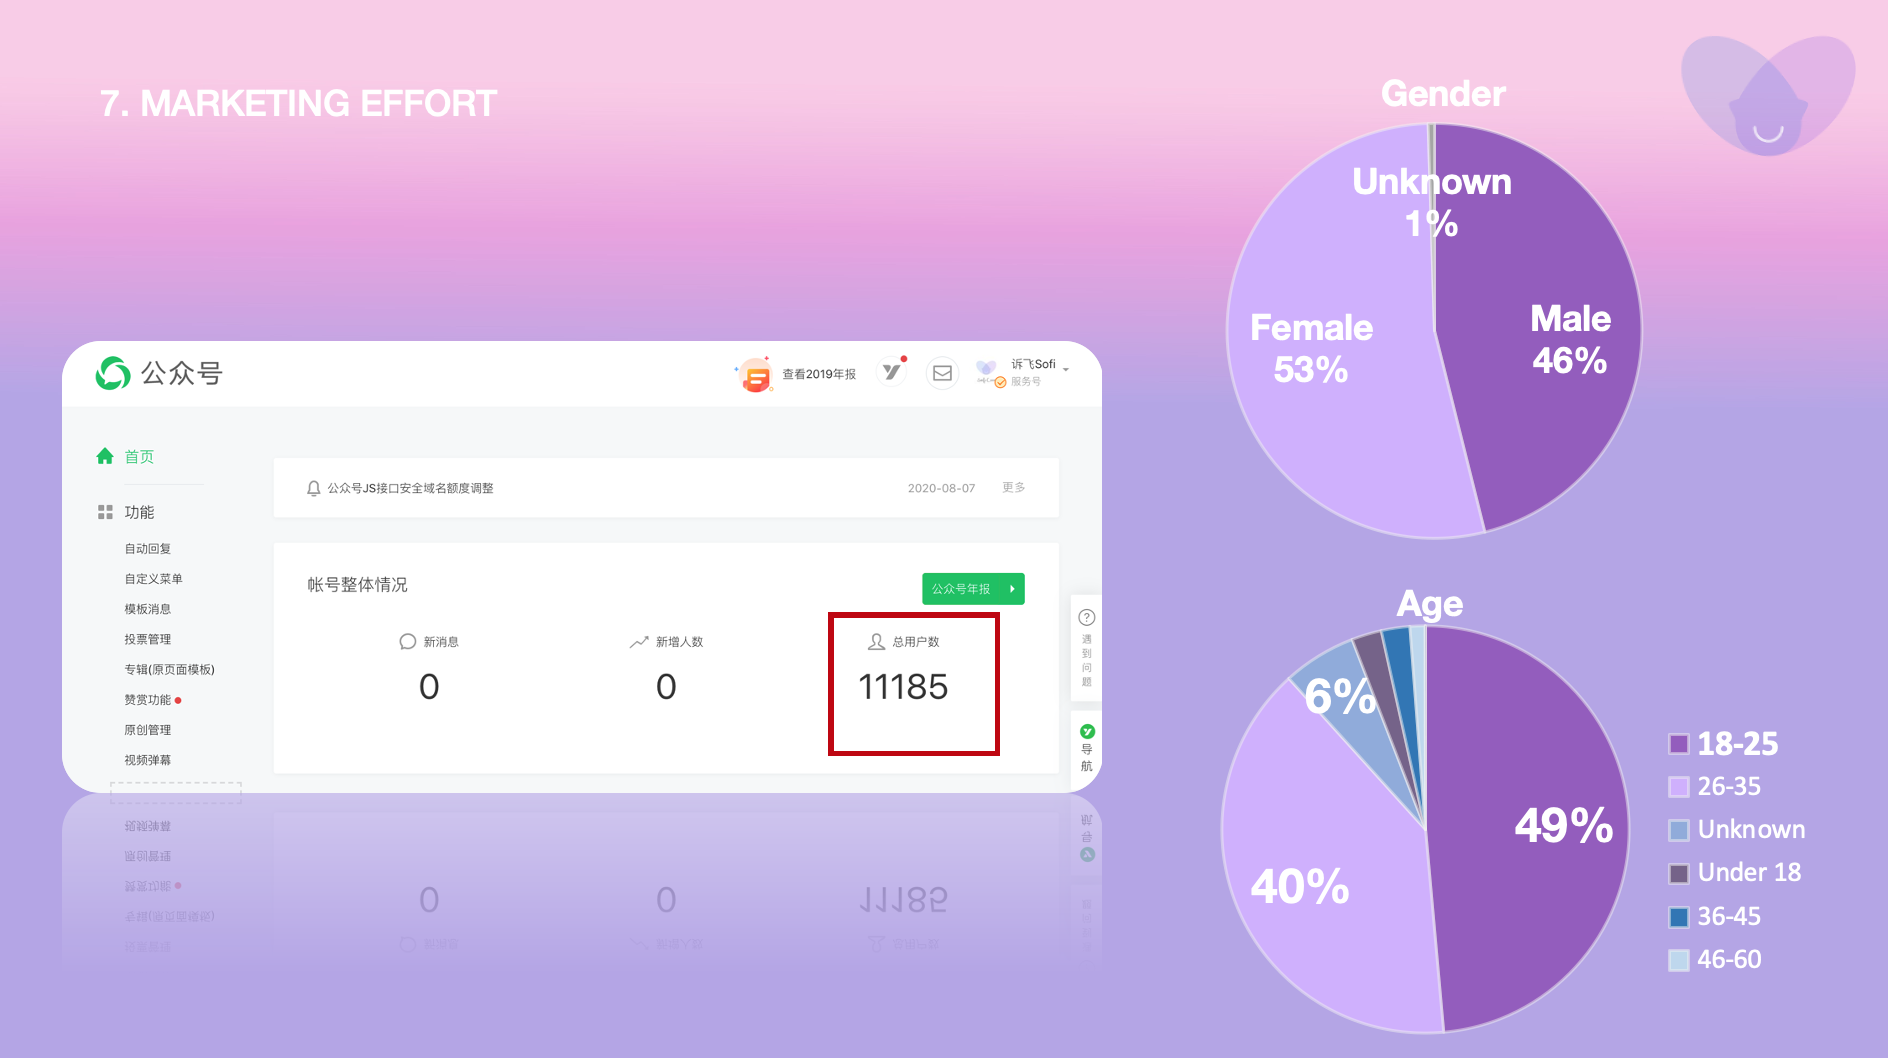 7. MARKETING EFFORT
公众号
查看2019年报
诉飞Sofi
服务号
首页
功能
自动回复
自定义菜单
模板消息
投票管理
专辑(原页面模板)
赞赏功能
原创管理
视频弹幕
公众号JS接口安全域名额度调整
2020-08-07
更多
帐号整体情况
公众号年报
新消息
0
新增人数
0
总用户数
11185
遇到问题
导航
Gender
Unknown
1%
Female
53%
Male
46%
Age
6%
49%
40%
18-25
26-35
Unknown
Under 18
36-45
46-60